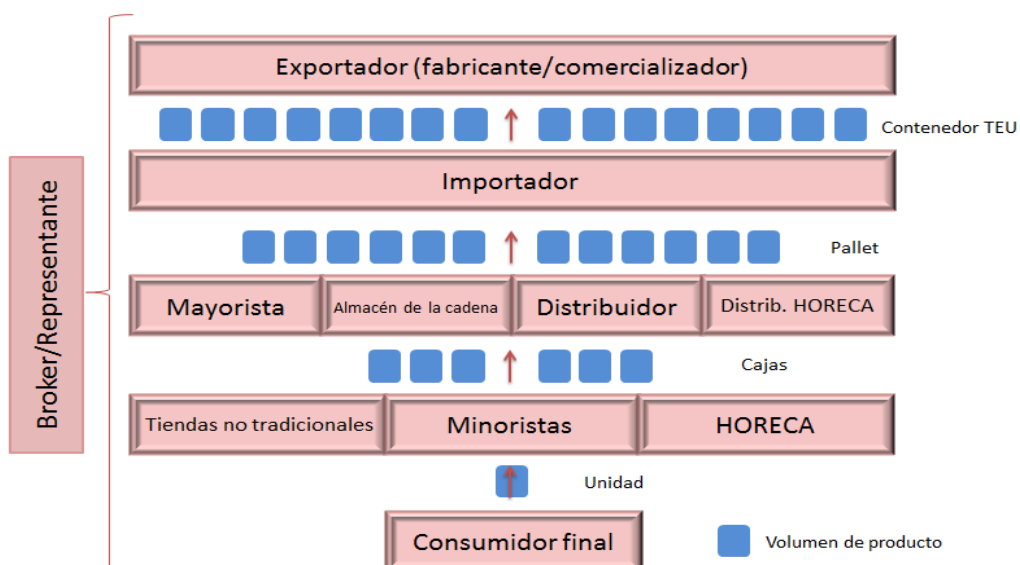 Exportador (fabricante/comercializador)
Contenedor TEU
Importador
Pallet
Mayorista
Almacén de la cadena
Distribuidor
Distrib. HORECA
Cajas
Tiendas no tradicionales
Minoristas
HORECA
Unidad
Consumidor final
Volumen de producto
Broker/Representante